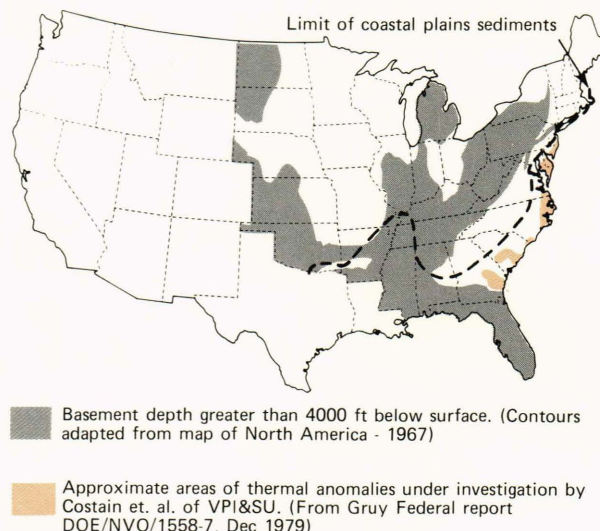 Limit of coastal plains sediments
Basement depth greater than 4000 ft below surface. (Contours
adapted from map of North America - 1967)
Approximate areas of thermal anomalies under investigation by
Costain et. al. of VPI&SU. (From Gruy Federal report
DOE/NVO/1558-7, Dec 1979)